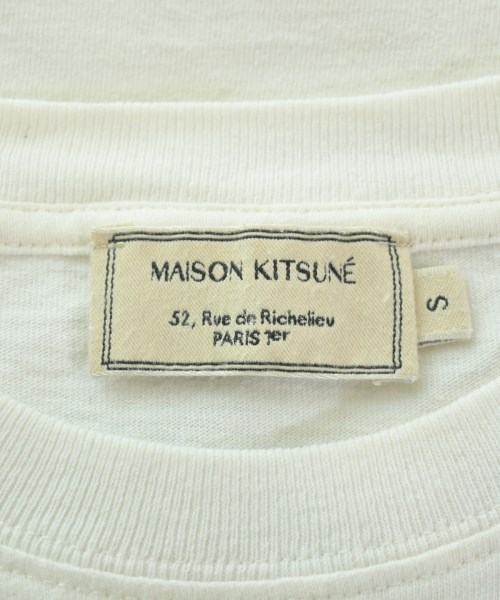 MAISON KITSUNÉ
52, Rue de Richelieu
PARIS 1er
S